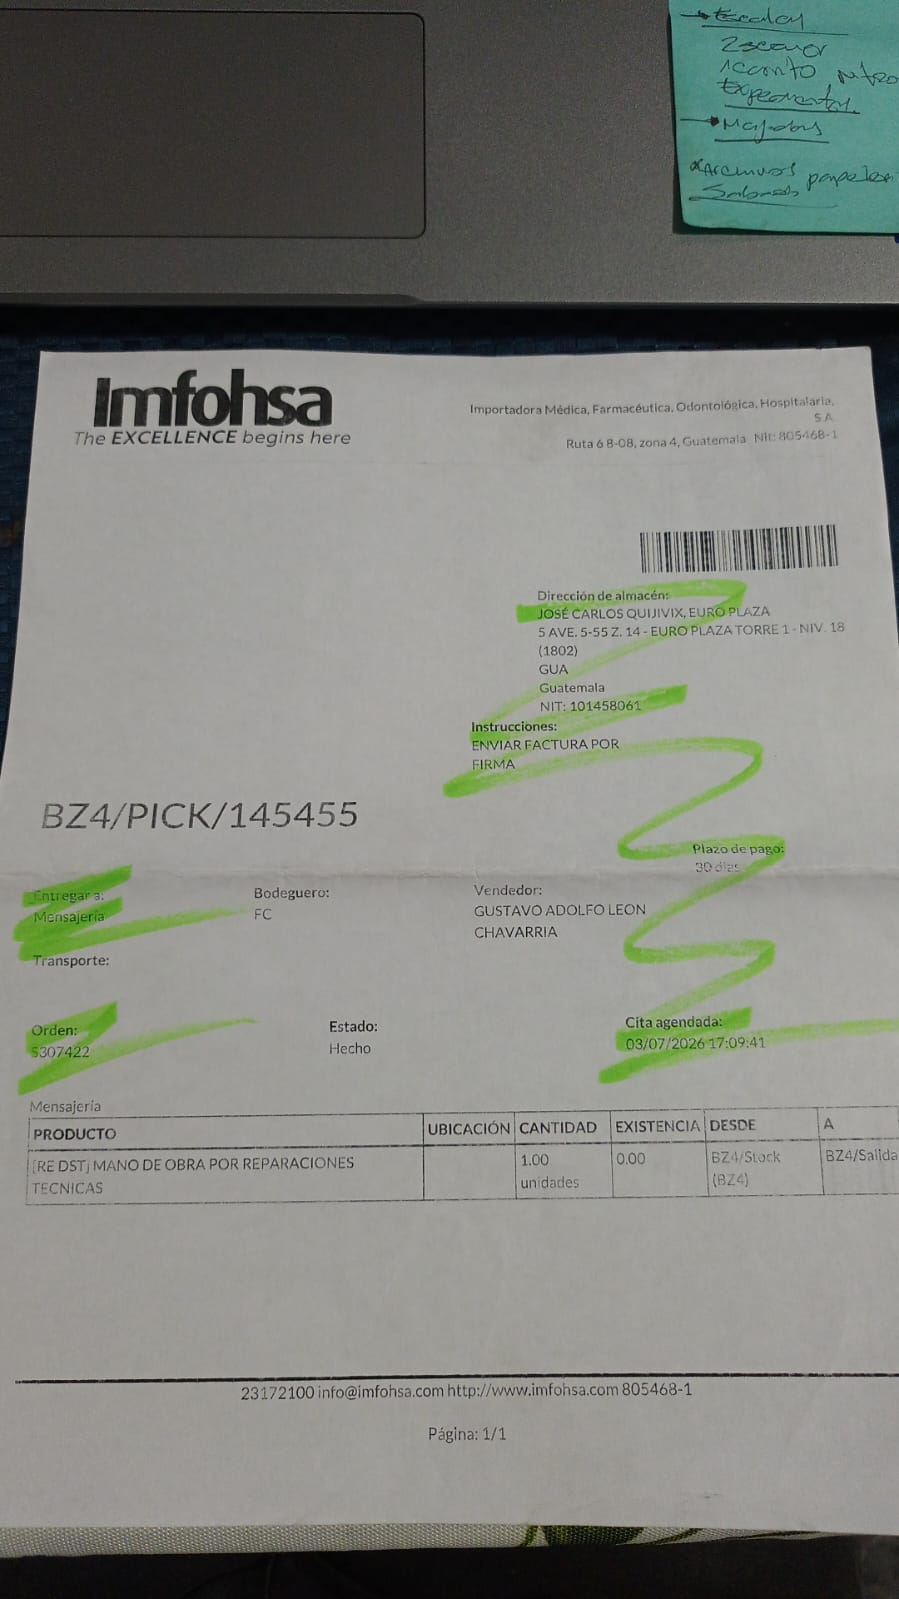 Escalar
2
1
Imfohsa
The EXCELLENCE begins here
Importadora Médica, Farmacéutica, Odontológica, Hospitalaria,
S.A.
Ruta 6 8-08, zona 4, Guatemala Nit: 805468-1
Dirección de almacén:
JOSÉ CARLOS QUIJIVIX, EURO PLAZA
5 AVE. 5-55 Z. 14 - EURO PLAZA TORRE 1 - NIV. 18
(1802)
GUA
Guatemala
NIT: 101458061
Instrucciones:
ENVIAR FACTURA POR
FIRMA
BZ4/PICK/145455
Plazo de pago:
30 días
Entregar a:
Mensajería
Bodeguero:
FC
Vendedor:
GUSTAVO ADOLFO LEON
CHAVARRIA
Transporte:
Orden:
S307422
Estado:
Hecho
Cita agendada:
03/07/2026 17:09:41
Mensajería
PRODUCTO UBICACIÓN CANTIDAD EXISTENCIA DESDE A
[RE DST] MANO DE OBRA POR REPARACIONES 1.00 0.00 BZ4/Stock BZ4/Salida
TECNICAS unidades (BZ4)
23172100 info@imfohsa.com http://www.imfohsa.com 805468-1
Página: 1/1